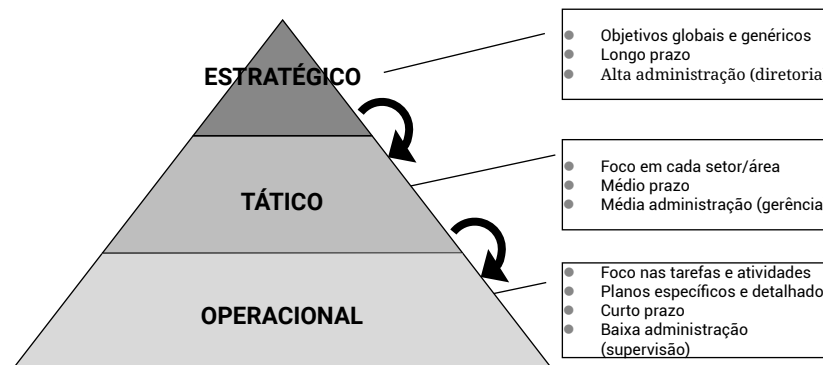 ESTRATÉGICO
Objetivos globais e genéricos
Longo prazo
Alta administração (diretoria
TÁTICO
Foco em cada setor/área
Médio prazo
Média administração (gerência
OPERACIONAL
Foco nas tarefas e atividades
Planos específicos e detalhado
Curto prazo
Baixa administração
(supervisão)